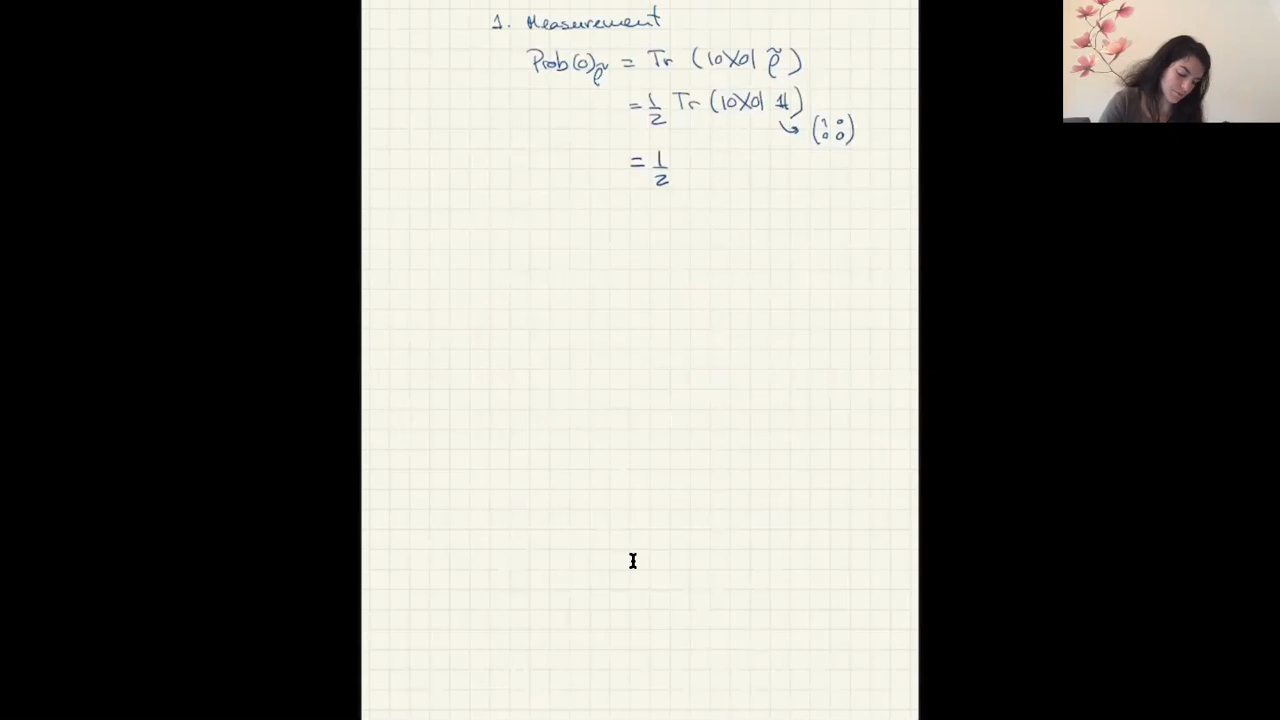 1. Measurement
Prob(0)_ρ̃ = Tr (|0⟩⟨0| ρ̃)
= 1/2 Tr (|0⟩⟨0| 𝟙)
↳ (1 0 0 0)
= 1/2